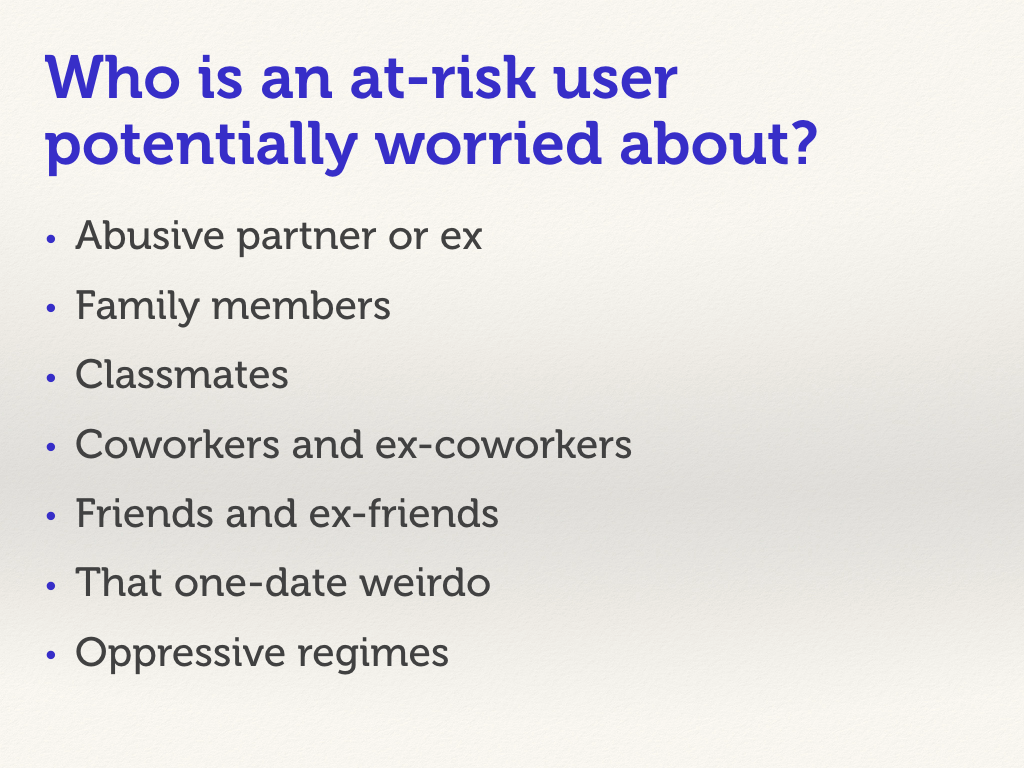 Who is an at-risk user
potentially worried about?
• Abusive partner or ex
• Family members
• Classmates
• Coworkers and ex-coworkers
• Friends and ex-friends
• That one-date weirdo
• Oppressive regimes